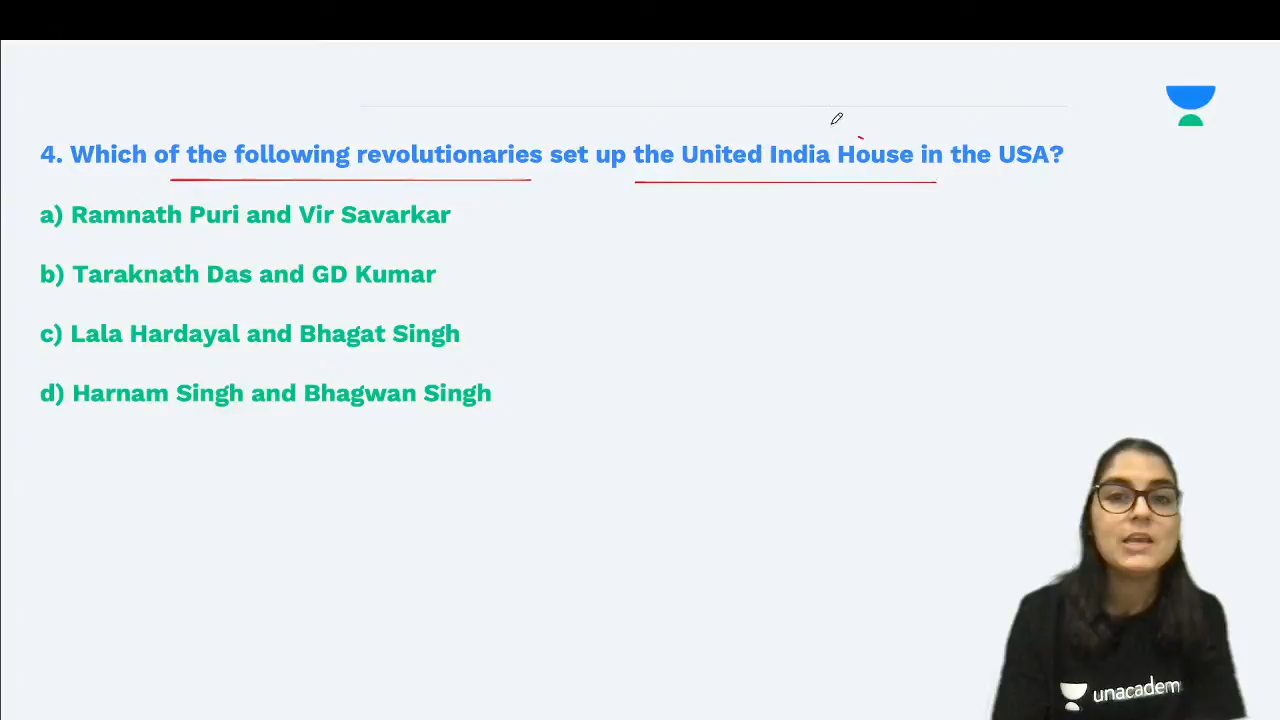 4. Which of the following revolutionaries set up the United India House in the USA?
a) Ramnath Puri and Vir Savarkar
b) Taraknath Das and GD Kumar
c) Lala Hardayal and Bhagat Singh
d) Harnam Singh and Bhagwan Singh
unacadem